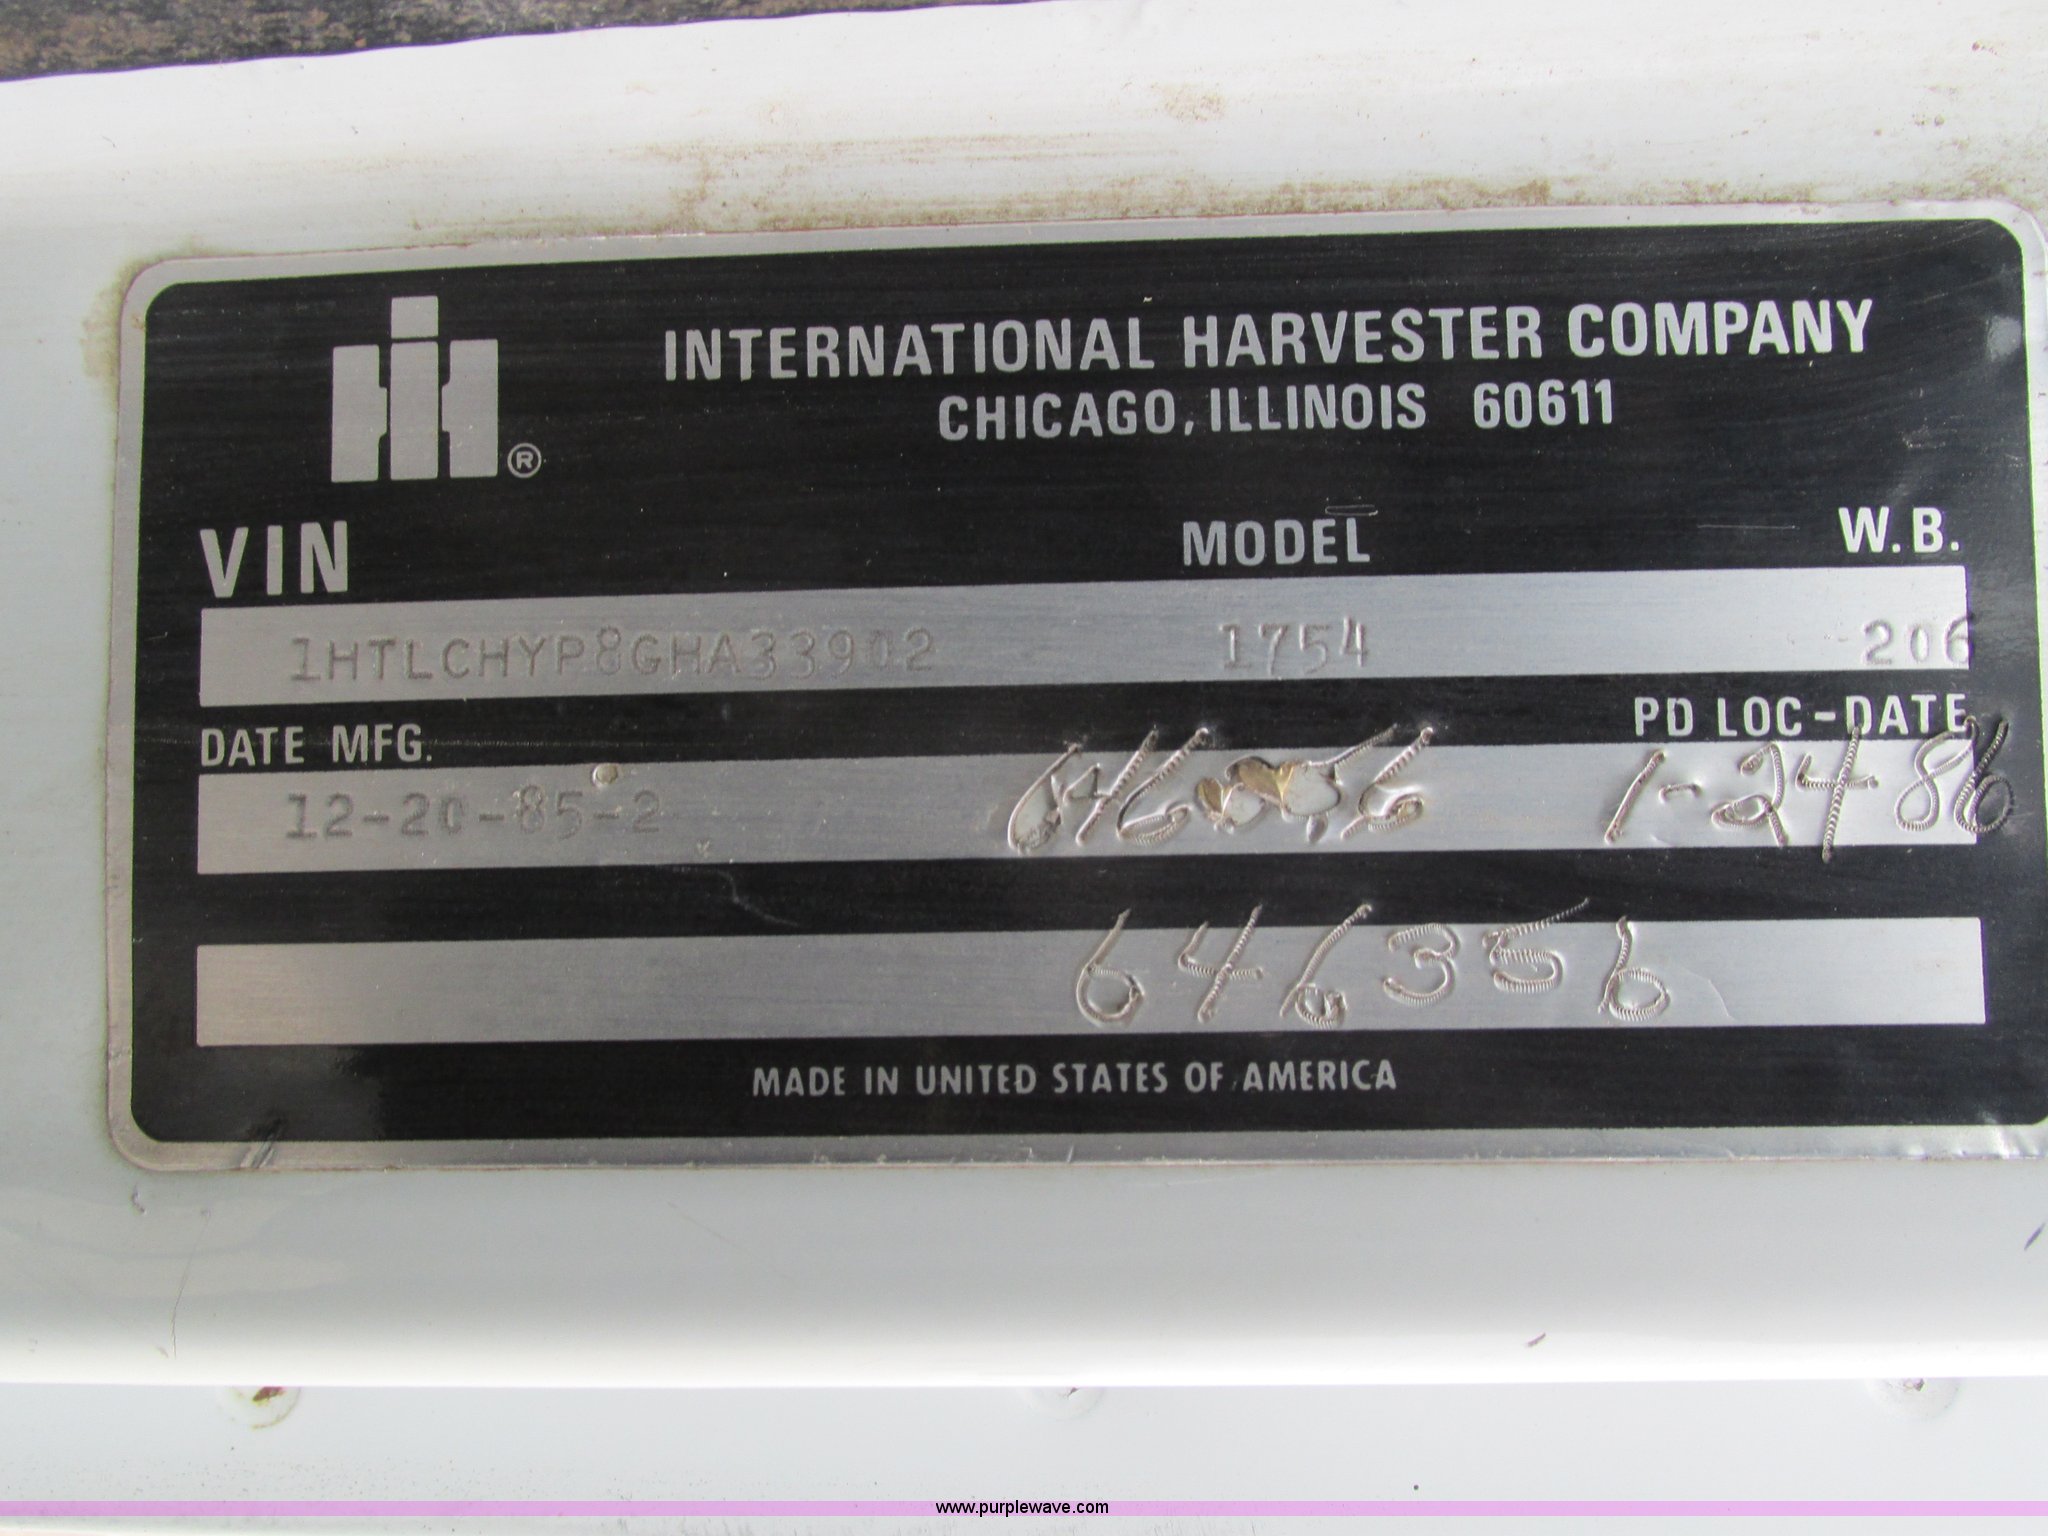 INTERNATIONAL HARVESTER COMPANY
CHICAGO, ILLINOIS 60611
®
VIN MODEL W.B.
1HTLCHYP8GHA33902 1754 206
DATE MFG. PD LOC-DATE
12-20-85-2 1-24 86
646356
MADE IN UNITED STATES OF AMERICA
www.purplewave.com